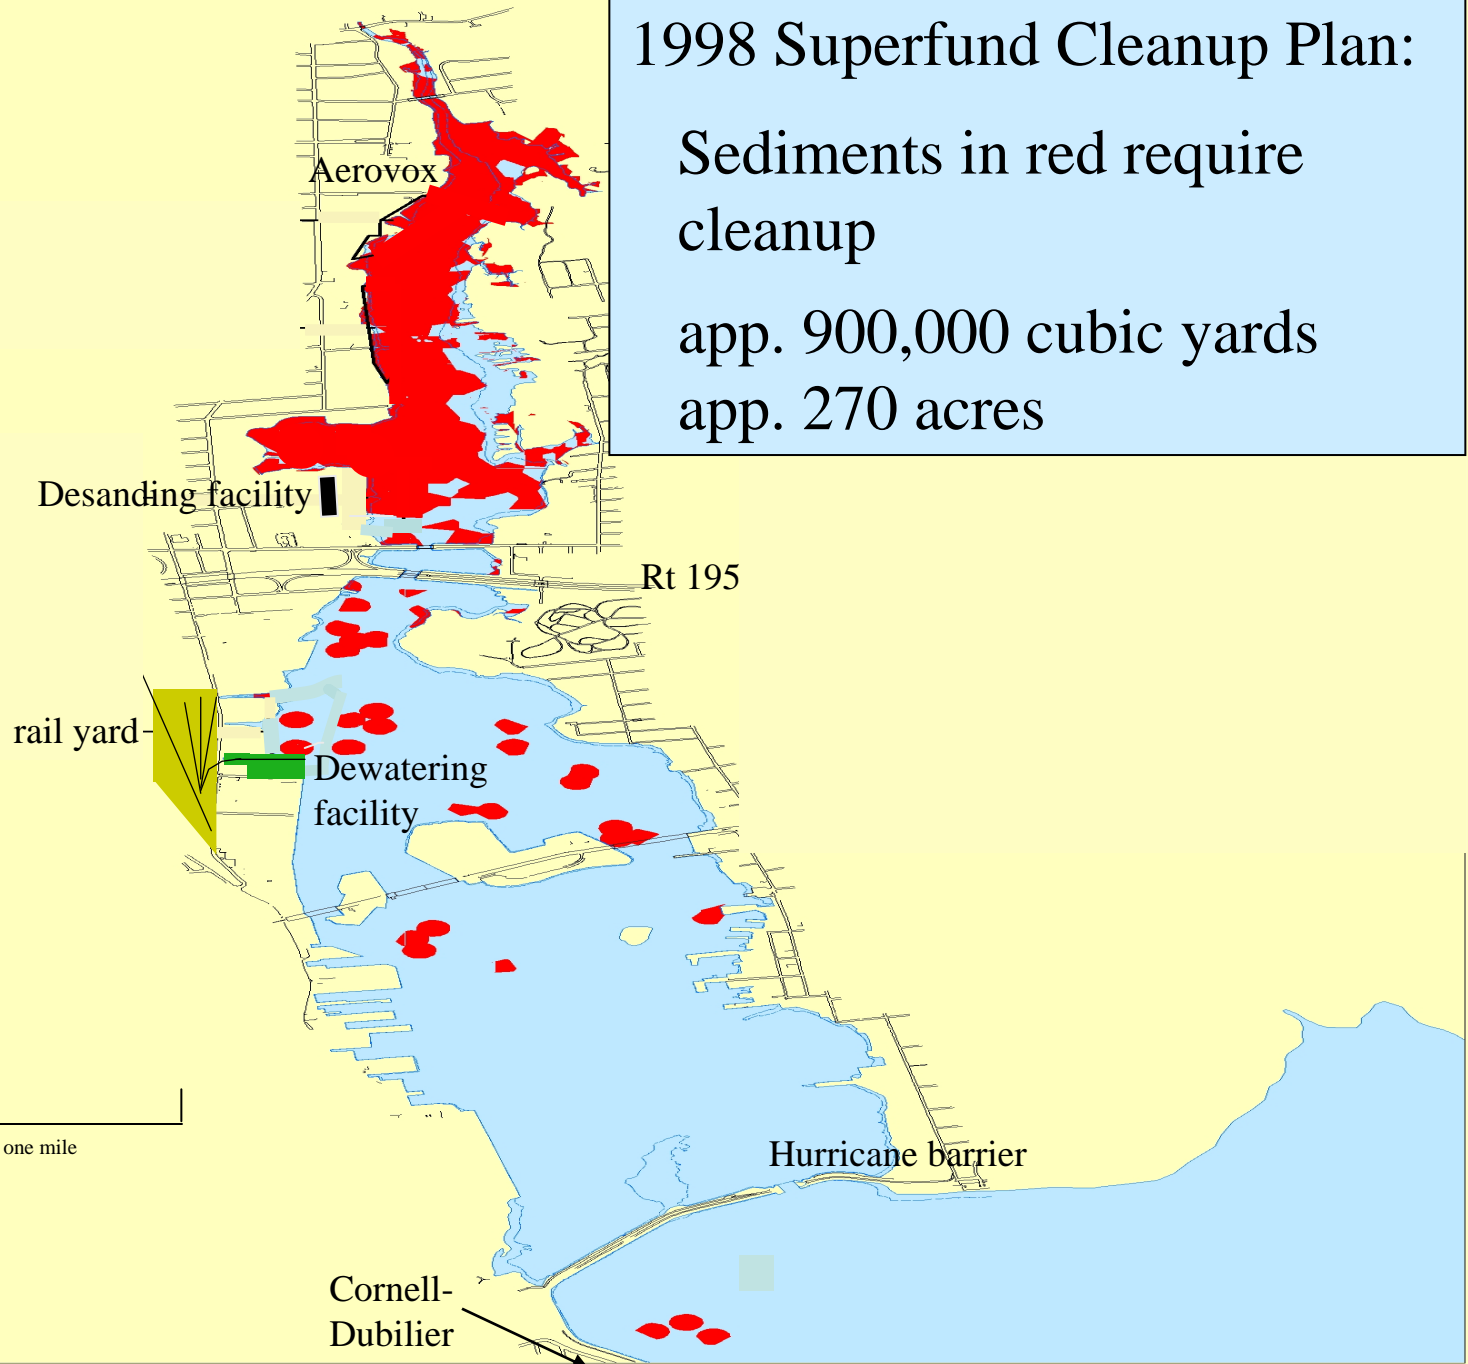 1998 Superfund Cleanup Plan:
Sediments in red require
cleanup
app. 900,000 cubic yards
app. 270 acres
Aerovox
Desanding facility
Rt 195
rail yard
Dewatering
facility
one mile
Hurricane barrier
Cornell-
Dubilier